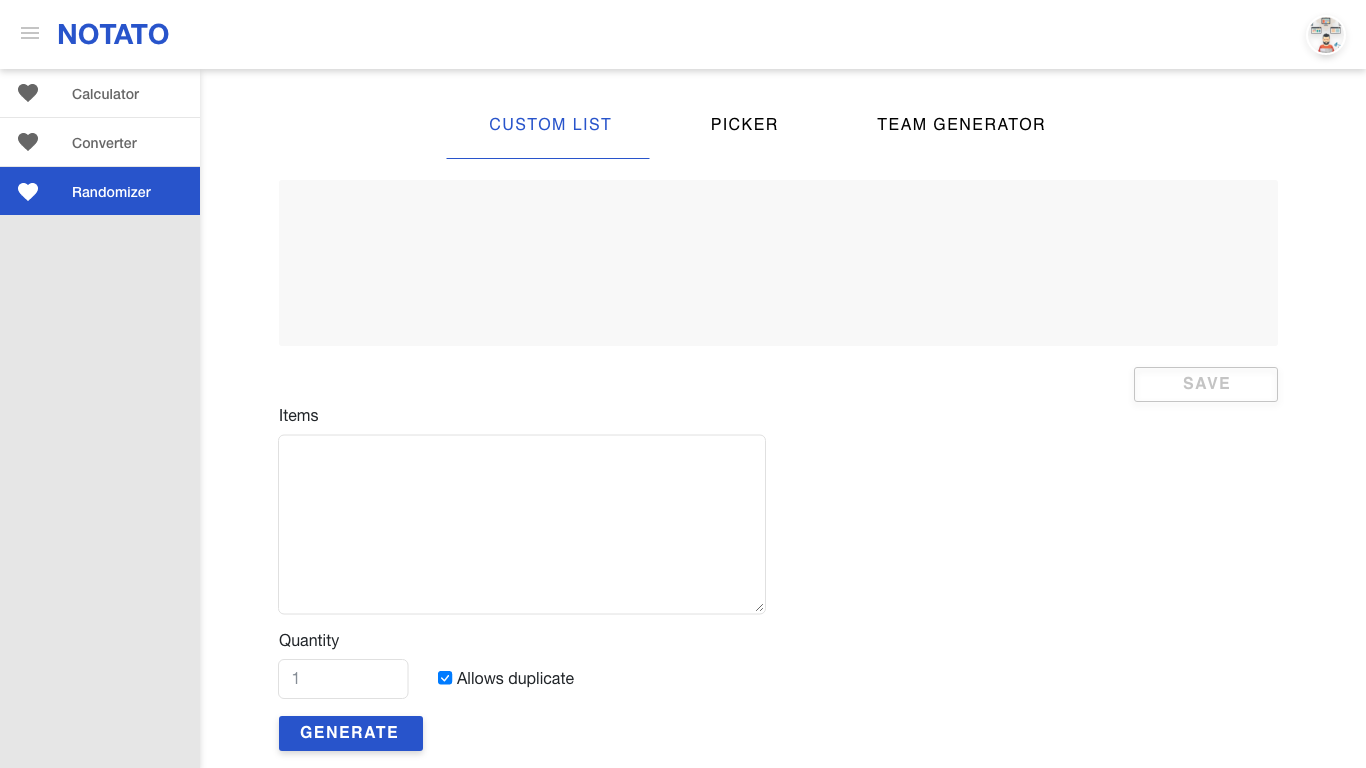 NOTATO
Calculator
Converter
Randomizer
CUSTOM LIST
PICKER
TEAM GENERATOR
SAVE
Items
Quantity
1
Allows duplicate
GENERATE